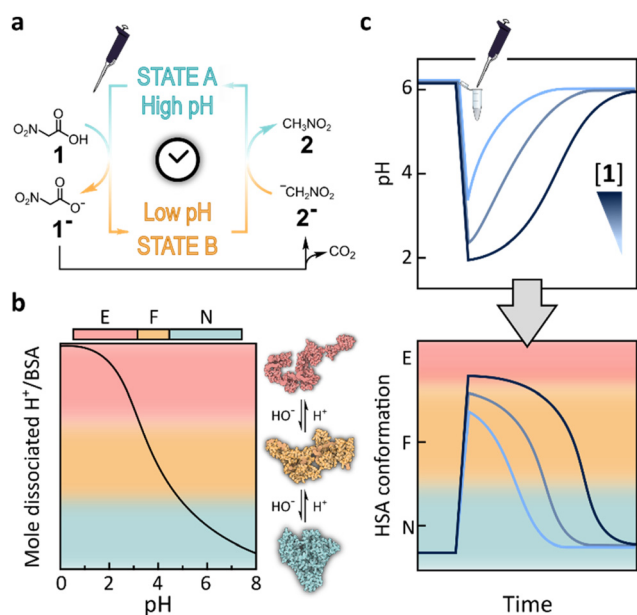 a
STATE A
High pH
O₂N
O
OH
1
CH₃NO₂
2
O₂N
O
O⁻
1⁻
Low pH
STATE B
⁻CH₂NO₂
2⁻
CO₂
b
E F N
Mole dissociated H⁺/BSA
0 2 4 6 8
pH
HO⁻ H⁺
HO⁻ H⁺
c
pH
6
4
2
[1]
HSA conformation
E
F
N
Time